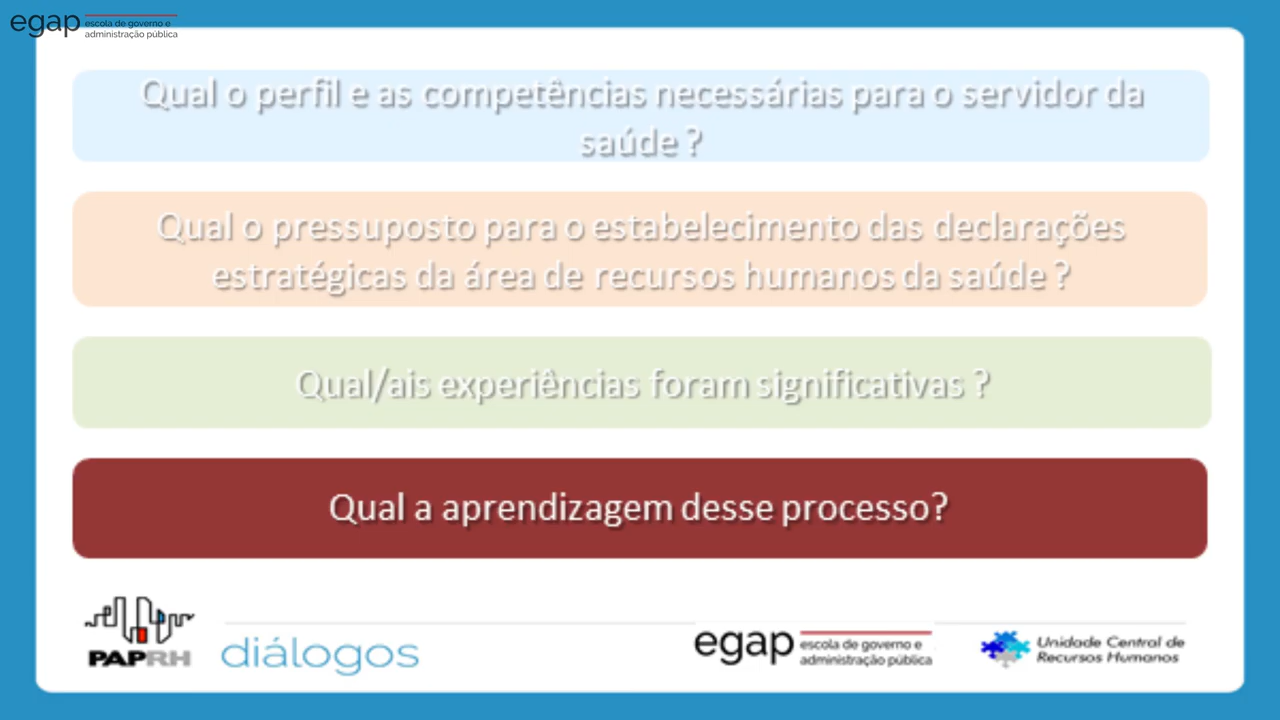 egap escola de governo e
administração pública
Qual o perfil e as competências necessárias para o servidor da
saúde ?
Qual o pressuposto para o estabelecimento das declarações
estratégicas da área de recursos humanos da saúde ?
Qual/ais experiências foram significativas ?
Qual a aprendizagem desse processo?
PAPRH
diálogos
egap escola de governo e
administração pública
Unidade Central de
Recursos Humanos